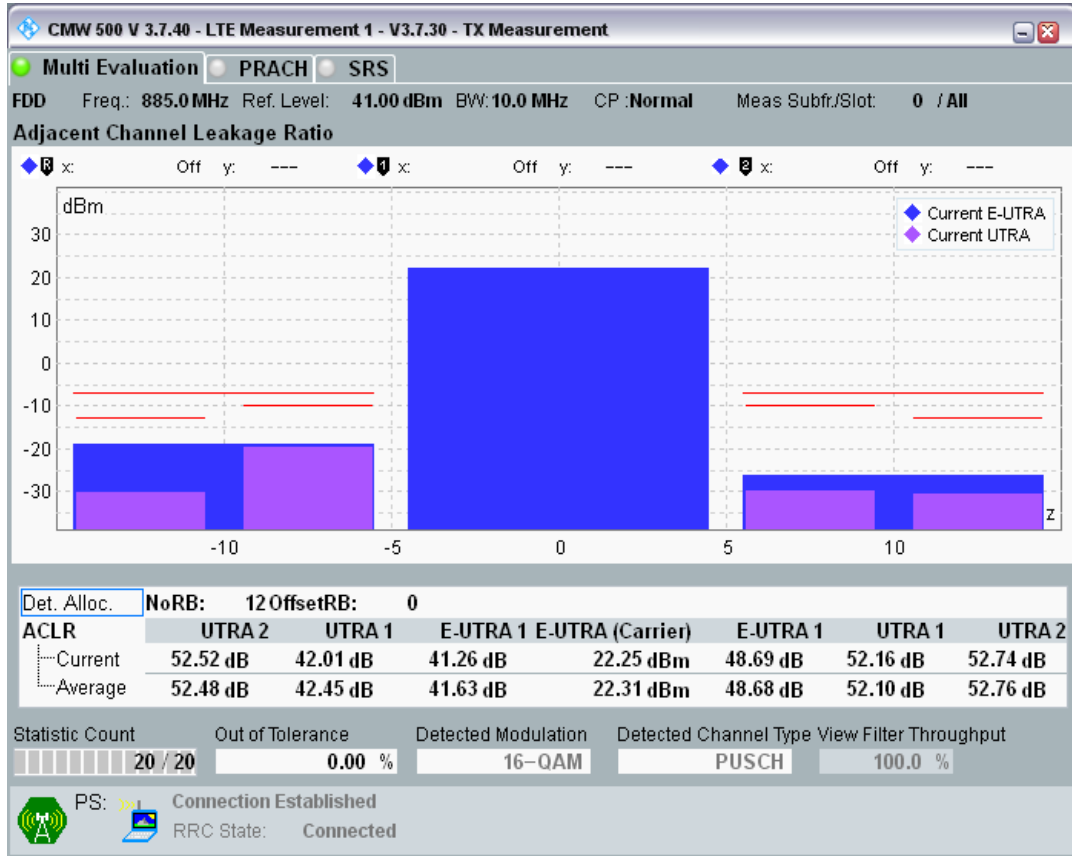 CMW 500 V 3.7.40 - LTE Measurement 1 - V3.7.30 - TX Measurement
Multi Evaluation PRACH SRS
FDD Freq.: 885.0 MHz Ref. Level: 41.00 dBm BW: 10.0 MHz CP :Normal Meas Subfr./Slot: 0 / All
Adjacent Channel Leakage Ratio
R x: Off y: --- 1 x: Off y: --- 2 x: Off y: ---
dBm
Current E-UTRA
Current UTRA
30
20
10
0
-10
-20
-30
z
-10 -5 0 5 10
Det. Alloc. NoRB: 12 OffsetRB: 0
ACLR UTRA 2 UTRA 1 E-UTRA 1 E-UTRA (Carrier) E-UTRA 1 UTRA 1 UTRA 2
Current 52.52 dB 42.01 dB 41.26 dB 22.25 dBm 48.69 dB 52.16 dB 52.74 dB
Average 52.48 dB 42.45 dB 41.63 dB 22.31 dBm 48.68 dB 52.10 dB 52.76 dB
Statistic Count Out of Tolerance Detected Modulation Detected Channel Type View Filter Throughput
20 / 20 0.00 % 16-QAM PUSCH 100.0 %
PS: Connection Established
RRC State: Connected